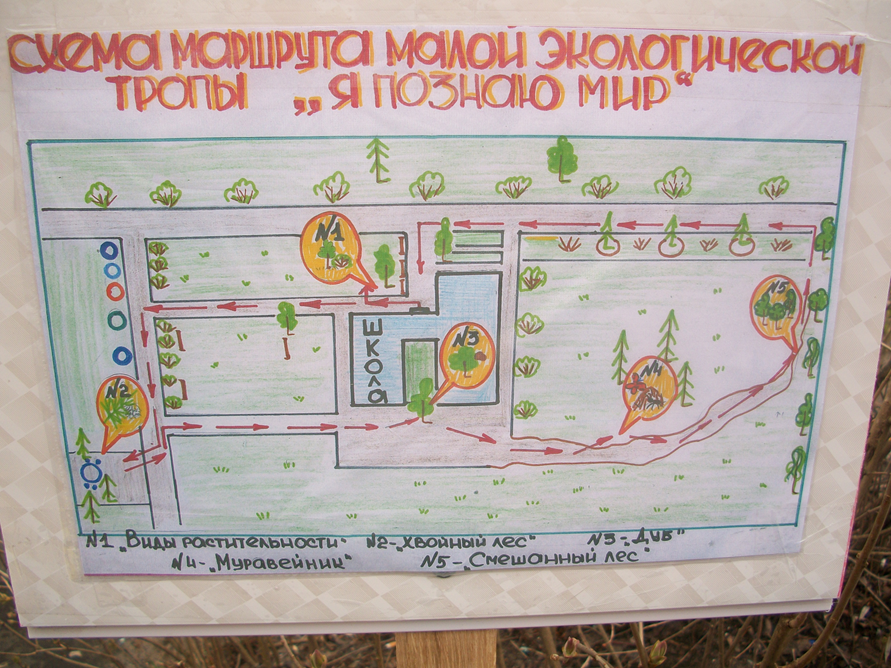 СХЕМА МАРШРУТА МАЛОЙ ЭКОЛОГИЧЕСКОЙ
ТРОПЫ „Я ПОЗНАЮ МИР“
N1
N5
N3
ШКОЛА
N4
N2
N1 „Виды растительности“ N2-„Хвойный лес“ N3-„Дуб“
N4-„Муравейник“ N5-„Смешанный лес“